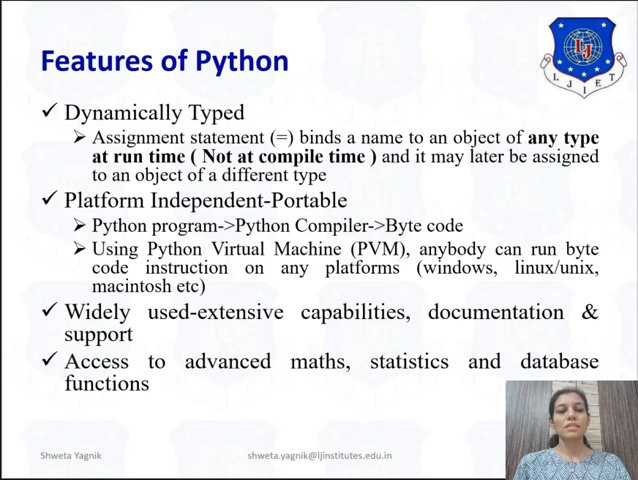 Features of Python
LJ
LJIET
✓ Dynamically Typed
➤ Assignment statement (=) binds a name to an object of any type
at run time ( Not at compile time ) and it may later be assigned
to an object of a different type
✓ Platform Independent-Portable
➤ Python program->Python Compiler->Byte code
➤ Using Python Virtual Machine (PVM), anybody can run byte
code instruction on any platforms (windows, linux/unix,
macintosh etc)
✓ Widely used-extensive capabilities, documentation &
support
✓ Access to advanced maths, statistics and database
functions
Shweta Yagnik
shweta.yagnik@ljinstitutes.edu.in